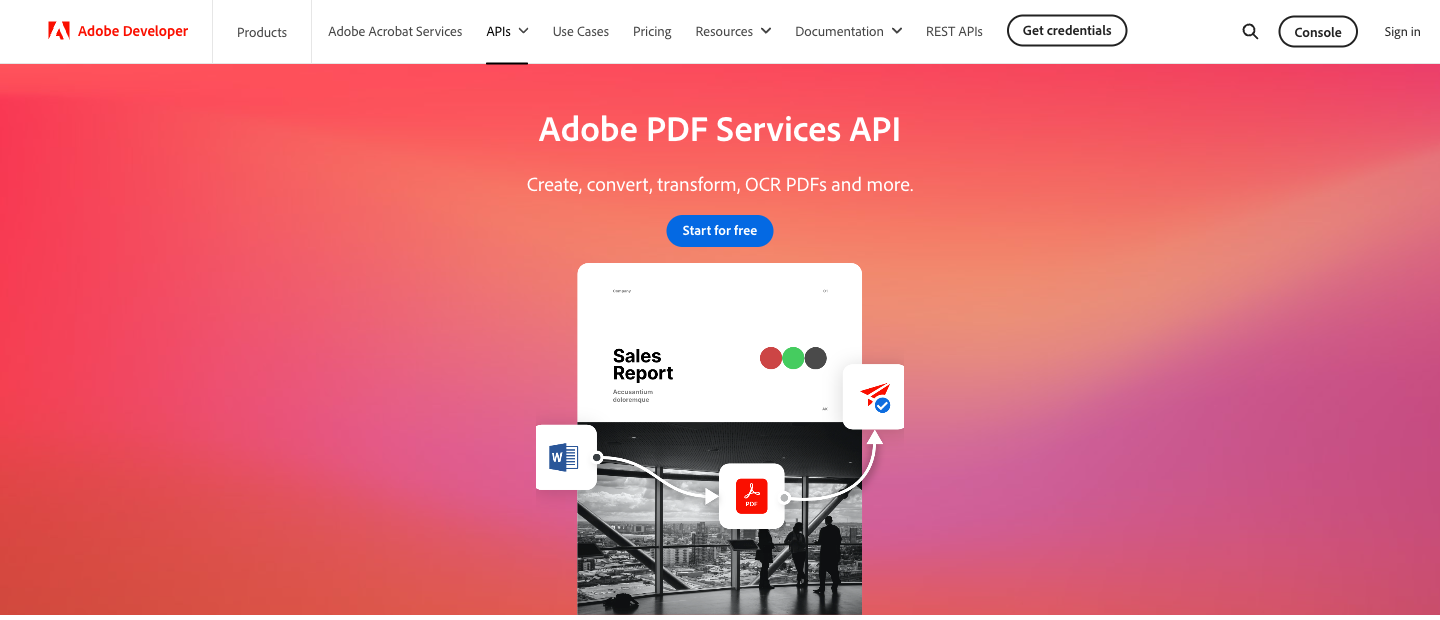 Adobe Developer
Products
Adobe Acrobat Services
APIs
Use Cases
Pricing
Resources
Documentation
REST APIs
Get credentials
Console
Sign in
Adobe PDF Services API
Create, convert, transform, OCR PDFs and more.
Start for free
Company
Sales
Report
Accusantium
doloremque
W
PDF